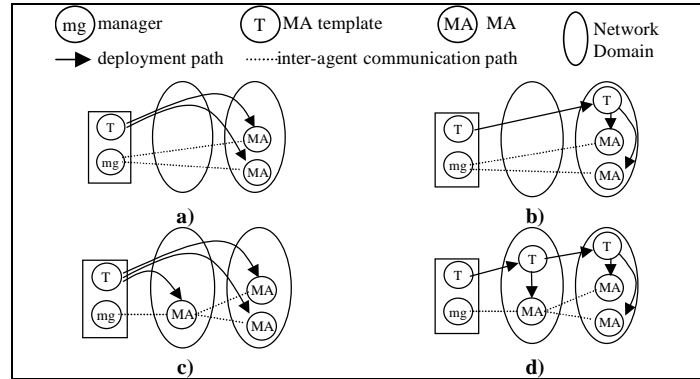 mg manager T MA template MA MA Network
Domain
deployment path inter-agent communication path
T T
MA
mg MA
a)
T T
MA
mg MA
b)
T
MA
mg MA MA
c)
T T T
MA
mg MA MA
d)